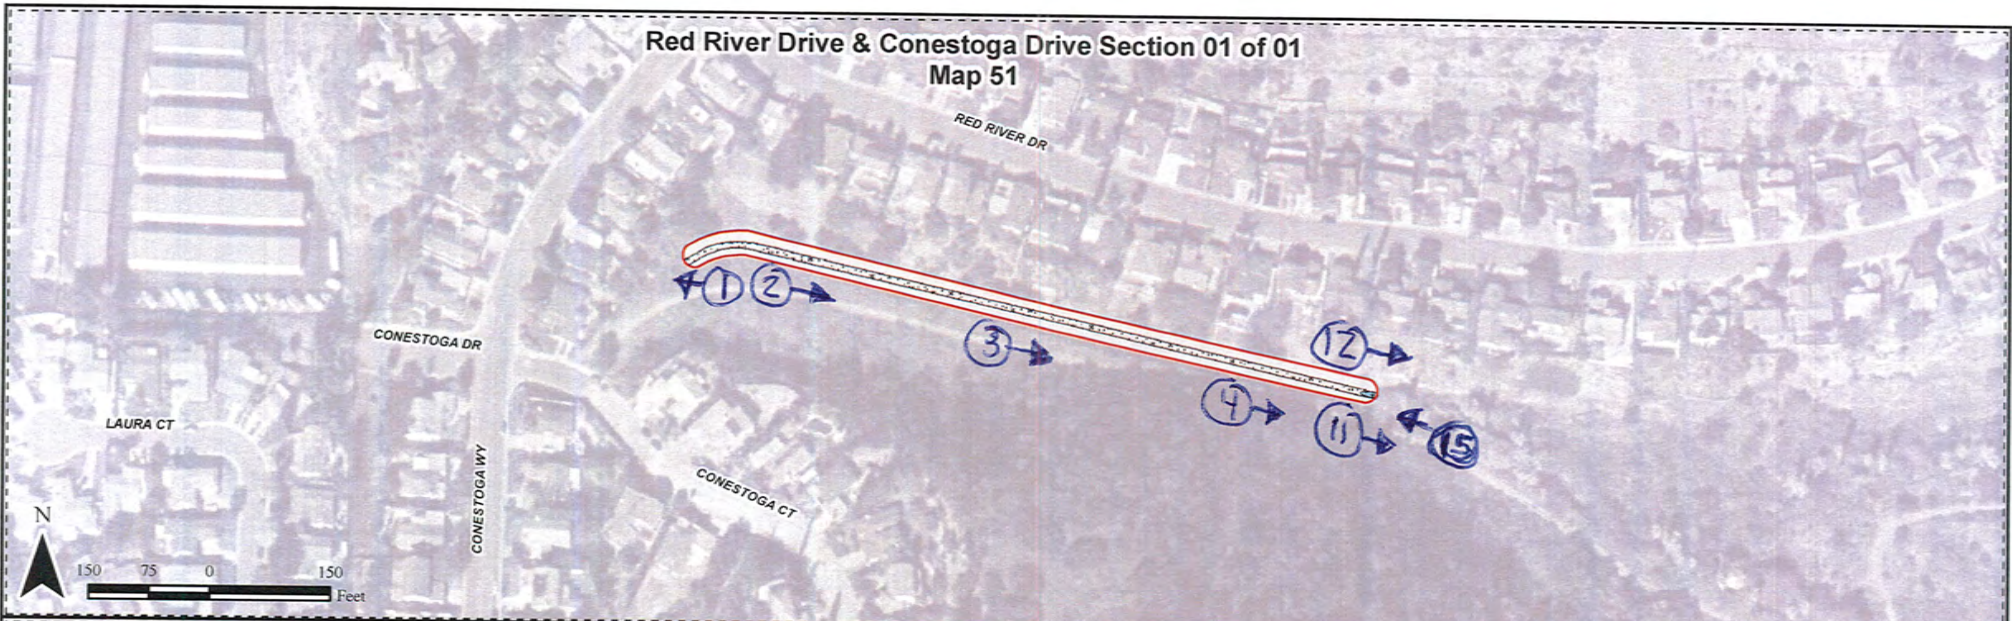 Red River Drive & Conestoga Drive Section 01 of 01
Map 51
RED RIVER DR
1 2
CONESTOGA DR
3
12
4
11
15
LAURA CT
CONESTOGA WY
CONESTOGA CT
N
150 75 0 150
Feet